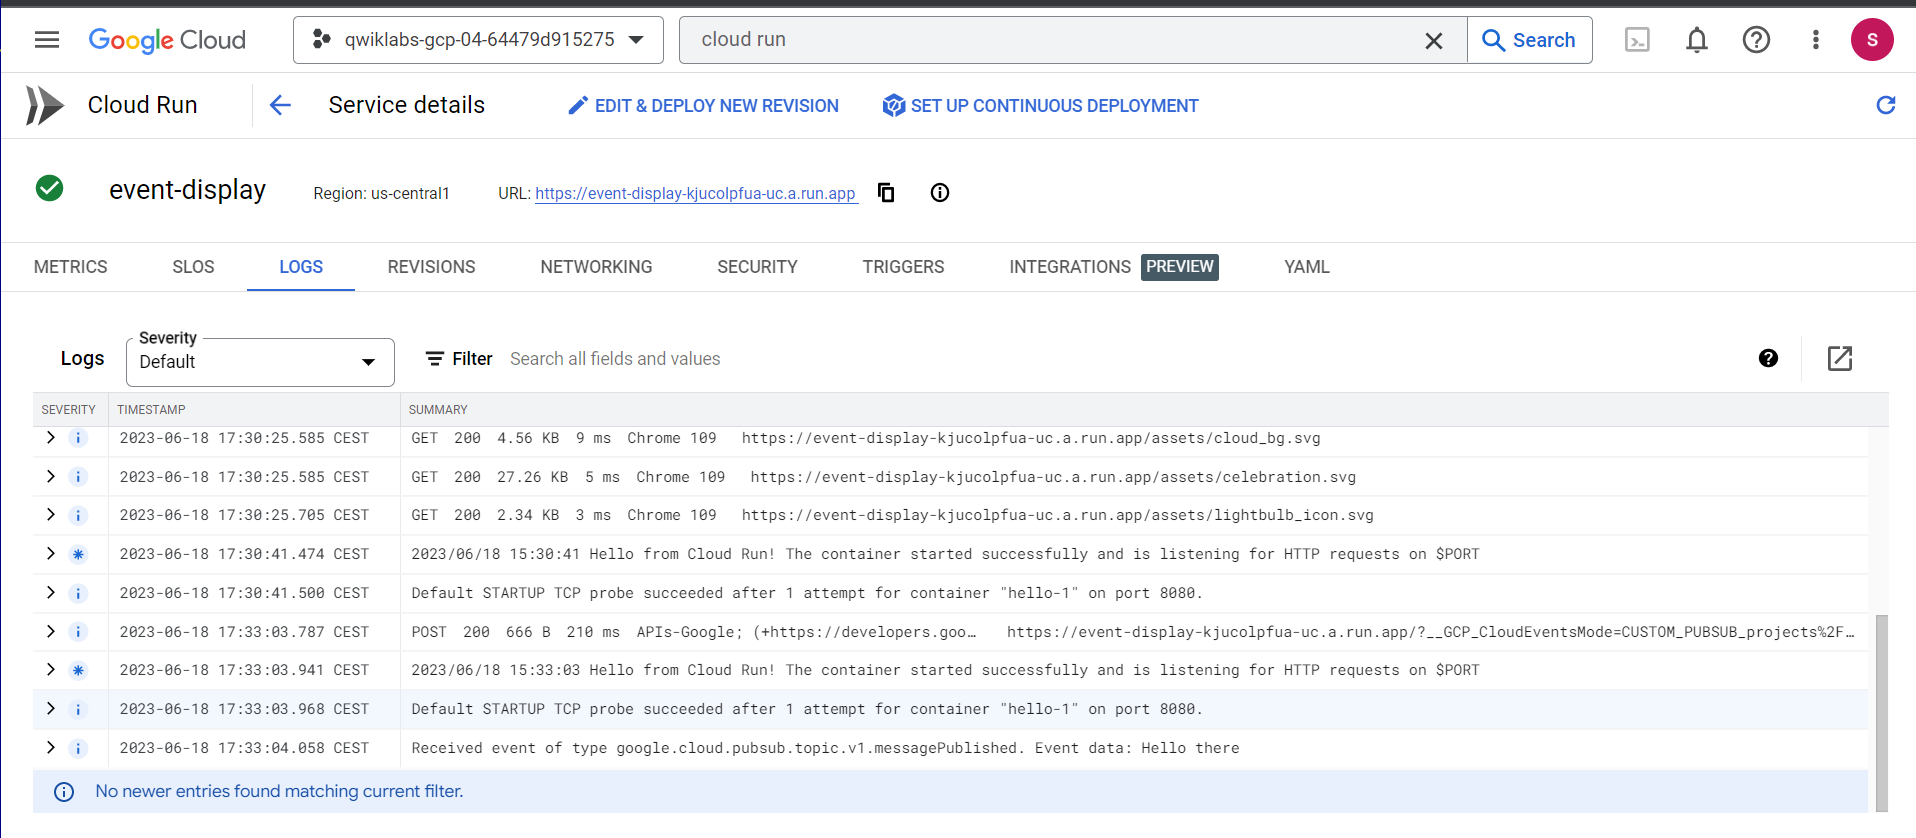 Google Cloud qwiklabs-gcp-04-64479d915275 cloud run Search S
Cloud Run Service details EDIT & DEPLOY NEW REVISION SET UP CONTINUOUS DEPLOYMENT
event-display Region: us-central1 URL: https://event-display-kjucolpfua-uc.a.run.app
METRICS SLOS LOGS REVISIONS NETWORKING SECURITY TRIGGERS INTEGRATIONS PREVIEW YAML
Severity
Logs Default Filter Search all fields and values
SEVERITY TIMESTAMP SUMMARY
2023-06-18 17:30:25.585 CEST GET 200 4.56 KB 9 ms Chrome 109 https://event-display-kjucolpfua-uc.a.run.app/assets/cloud_bg.svg
2023-06-18 17:30:25.585 CEST GET 200 27.26 KB 5 ms Chrome 109 https://event-display-kjucolpfua-uc.a.run.app/assets/celebration.svg
2023-06-18 17:30:25.705 CEST GET 200 2.34 KB 3 ms Chrome 109 https://event-display-kjucolpfua-uc.a.run.app/assets/lightbulb_icon.svg
2023-06-18 17:30:41.474 CEST 2023/06/18 15:30:41 Hello from Cloud Run! The container started successfully and is listening for HTTP requests on $PORT
2023-06-18 17:30:41.500 CEST Default STARTUP TCP probe succeeded after 1 attempt for container "hello-1" on port 8080.
2023-06-18 17:33:03.787 CEST POST 200 666 B 210 ms APIs-Google; (+https://developers.goo… https://event-display-kjucolpfua-uc.a.run.app/?__GCP_CloudEventsMode=CUSTOM_PUBSUB_projects%2F…
2023-06-18 17:33:03.941 CEST 2023/06/18 15:33:03 Hello from Cloud Run! The container started successfully and is listening for HTTP requests on $PORT
2023-06-18 17:33:03.968 CEST Default STARTUP TCP probe succeeded after 1 attempt for container "hello-1" on port 8080.
2023-06-18 17:33:04.058 CEST Received event of type google.cloud.pubsub.topic.v1.messagePublished. Event data: Hello there
No newer entries found matching current filter.